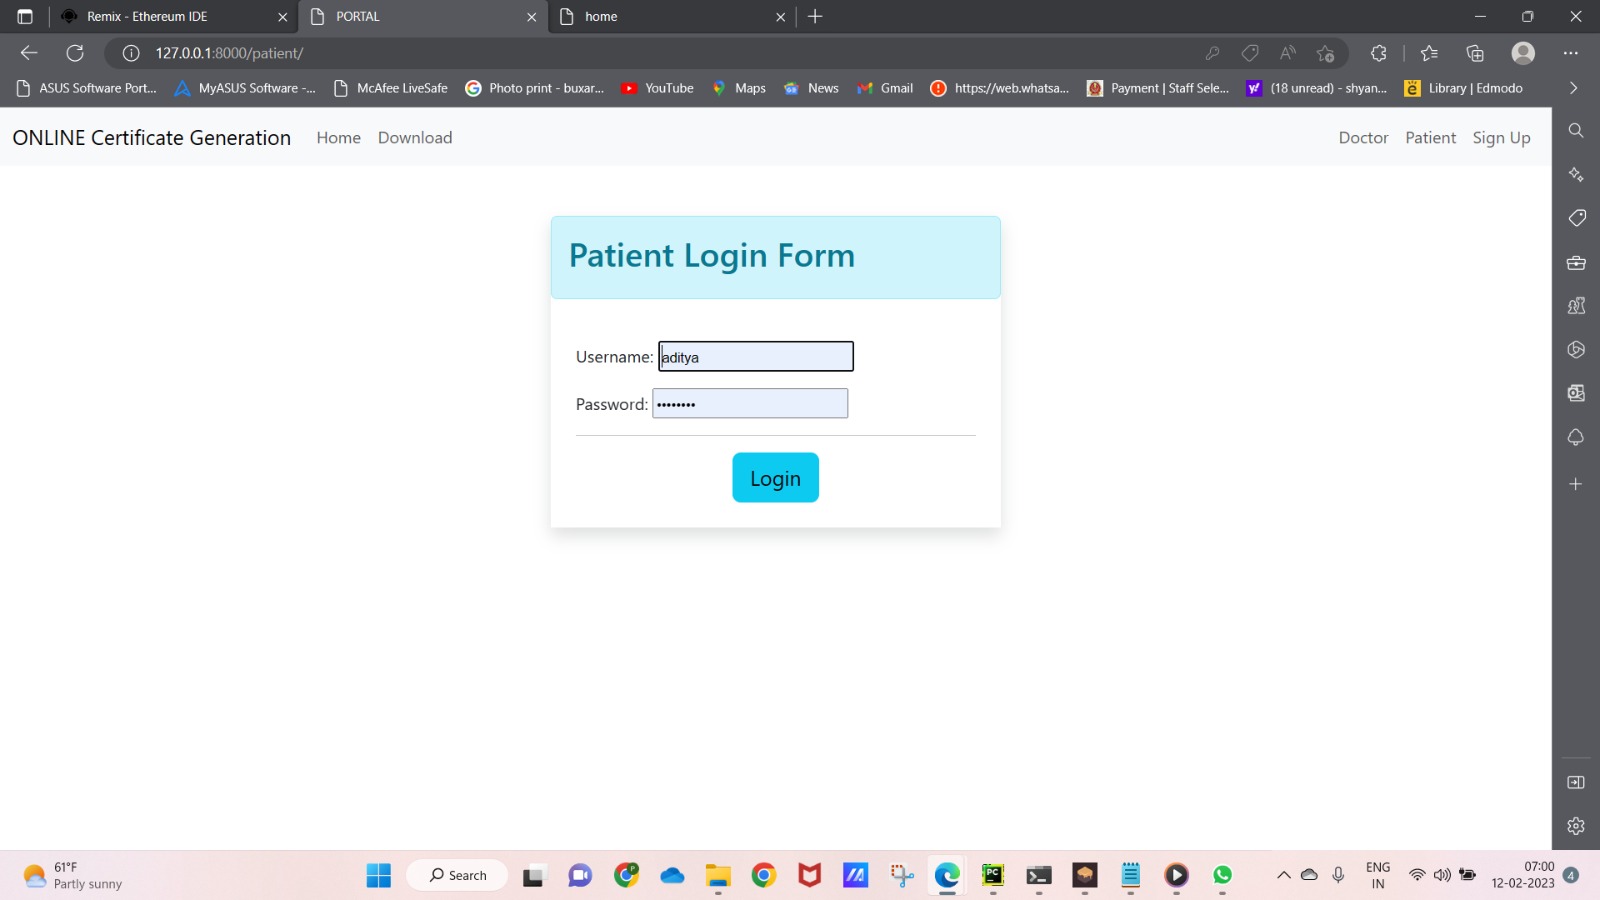 Remix - Ethereum IDE
PORTAL
home
127.0.0.1:8000/patient/
ASUS Software Port...
MyASUS Software -...
McAfee LiveSafe
Photo print - buxar...
YouTube
Maps
News
Gmail
https://web.whatsa...
Payment | Staff Sele...
(18 unread) - shyan...
Library | Edmodo
ONLINE Certificate Generation
Home
Download
Doctor
Patient
Sign Up
Patient Login Form
Username: aditya
Password: ••••••••
Login
61°F
Partly sunny
Search
ENG
IN
07:00
12-02-2023
4